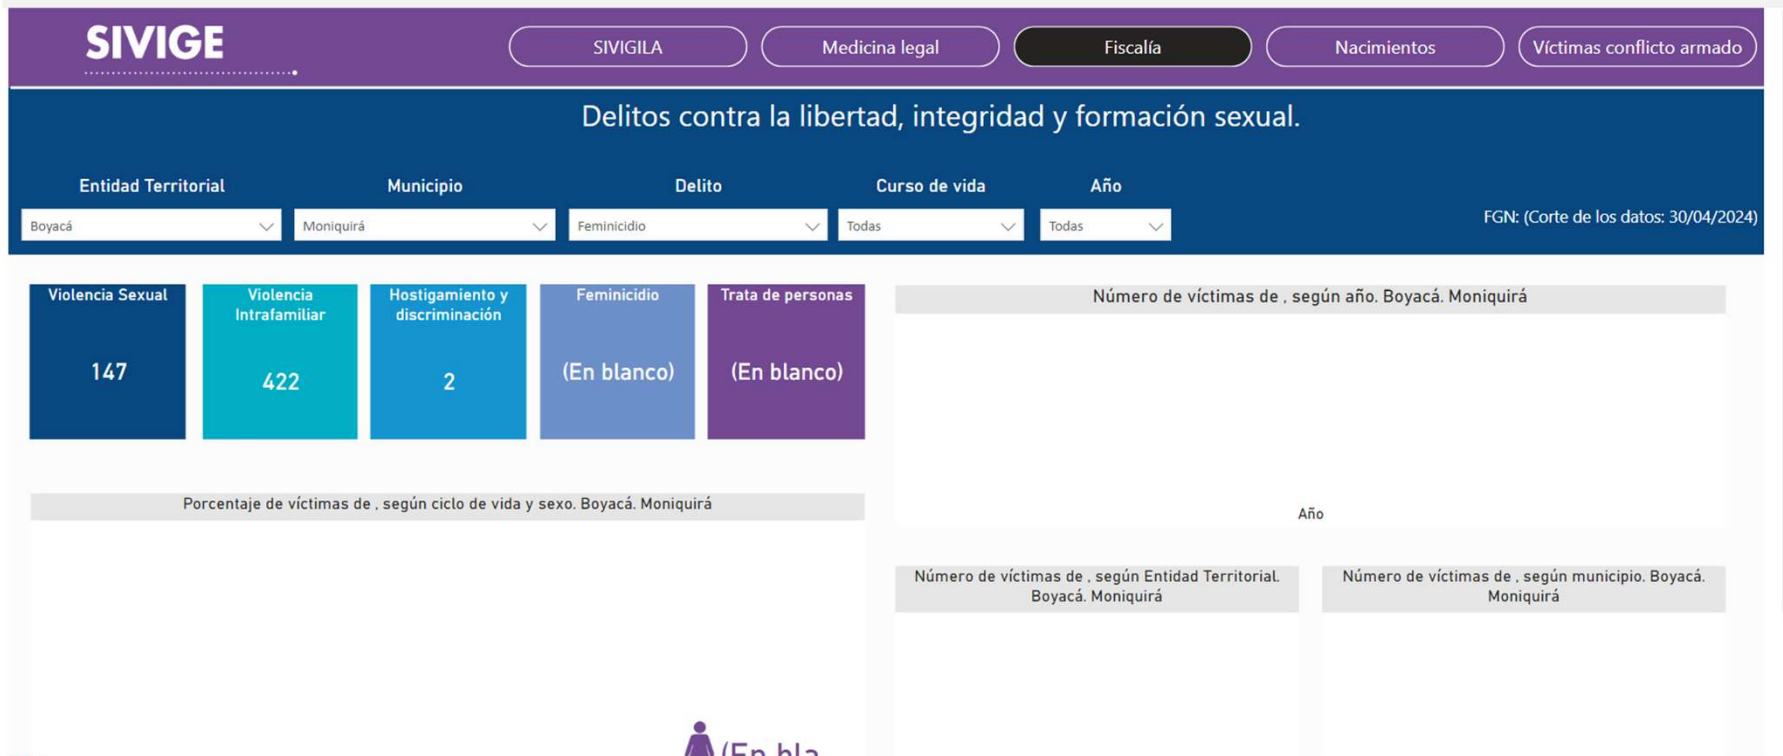 SIVIGE
SIVIGILA
Medicina legal
Fiscalía
Nacimientos
Víctimas conflicto armado
Delitos contra la libertad, integridad y formación sexual.
Entidad Territorial
Municipio
Delito
Curso de vida
Año
Boyacá
Moniquirá
Feminicidio
Todas
Todas
FGN: (Corte de los datos: 30/04/2024)
Violencia Sexual
147
Violencia
Intrafamiliar
422
Hostigamiento y
discriminación
2
Feminicidio
(En blanco)
Trata de personas
(En blanco)
Número de víctimas de , según año. Boyacá. Moniquirá
Año
Porcentaje de víctimas de , según ciclo de vida y sexo. Boyacá. Moniquirá
(En bla
Número de víctimas de , según Entidad Territorial.
Boyacá. Moniquirá
Número de víctimas de , según municipio. Boyacá.
Moniquirá